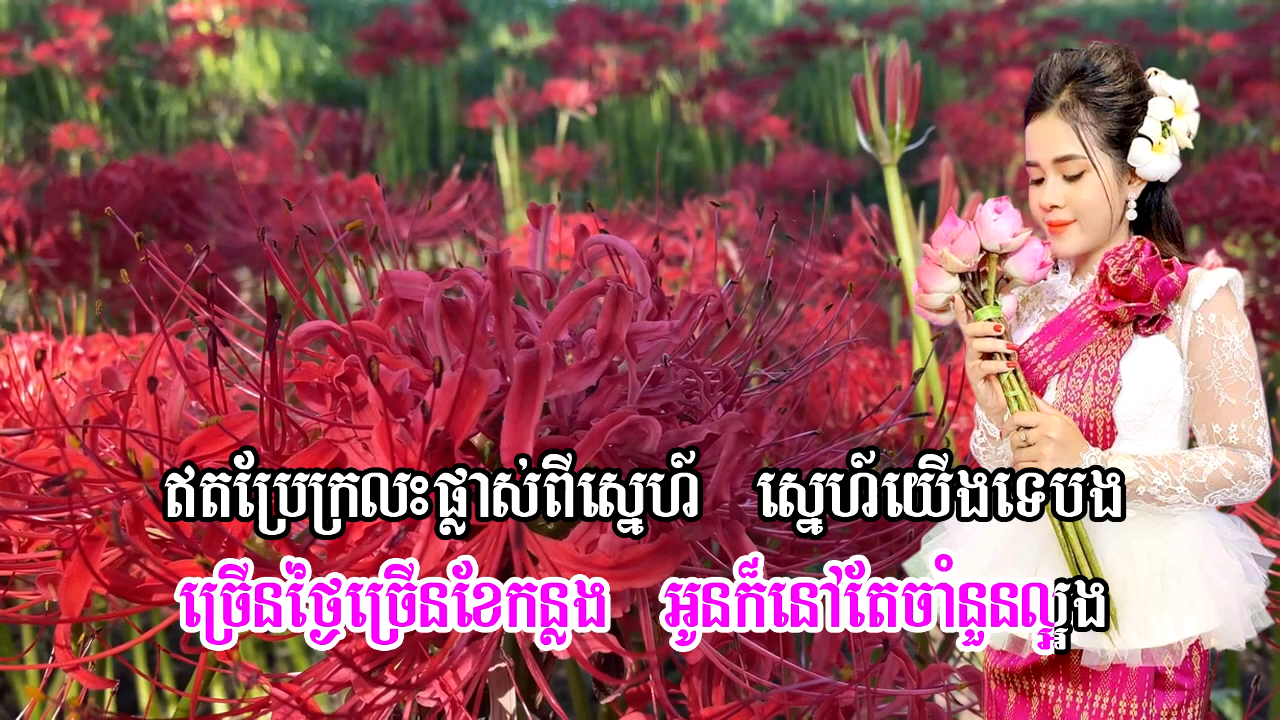 ឥតប្រែក្រលះផ្លាស់ពីស្នេហ៍ ស្នេហ៍យើងទេបង
ច្រើនថ្ងៃច្រើនខែកន្លង អូនក៏នៅតែចាំនួនល្អង